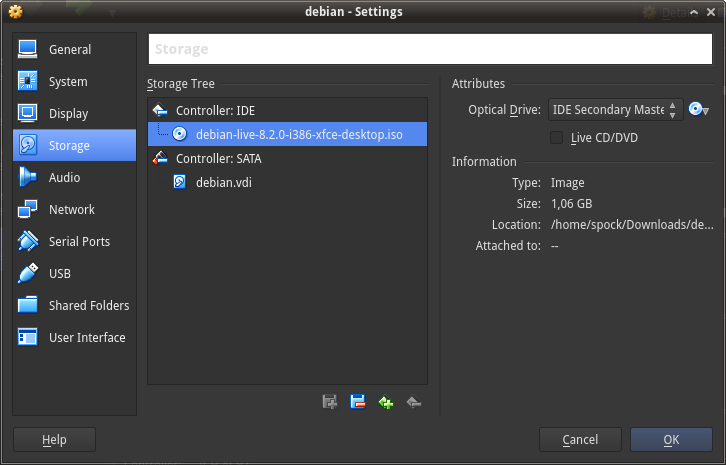 debian - Settings
General
System
Display
Storage
Audio
Network
Serial Ports
USB
Shared Folders
User Interface
Storage
Storage Tree
Controller: IDE
debian-live-8.2.0-i386-xfce-desktop.iso
Controller: SATA
debian.vdi
Attributes
Optical Drive: IDE Secondary Maste
Live CD/DVD
Information
Type: Image
Size: 1,06 GB
Location: /home/spock/Downloads/de...
Attached to: --
Help
Cancel
OK